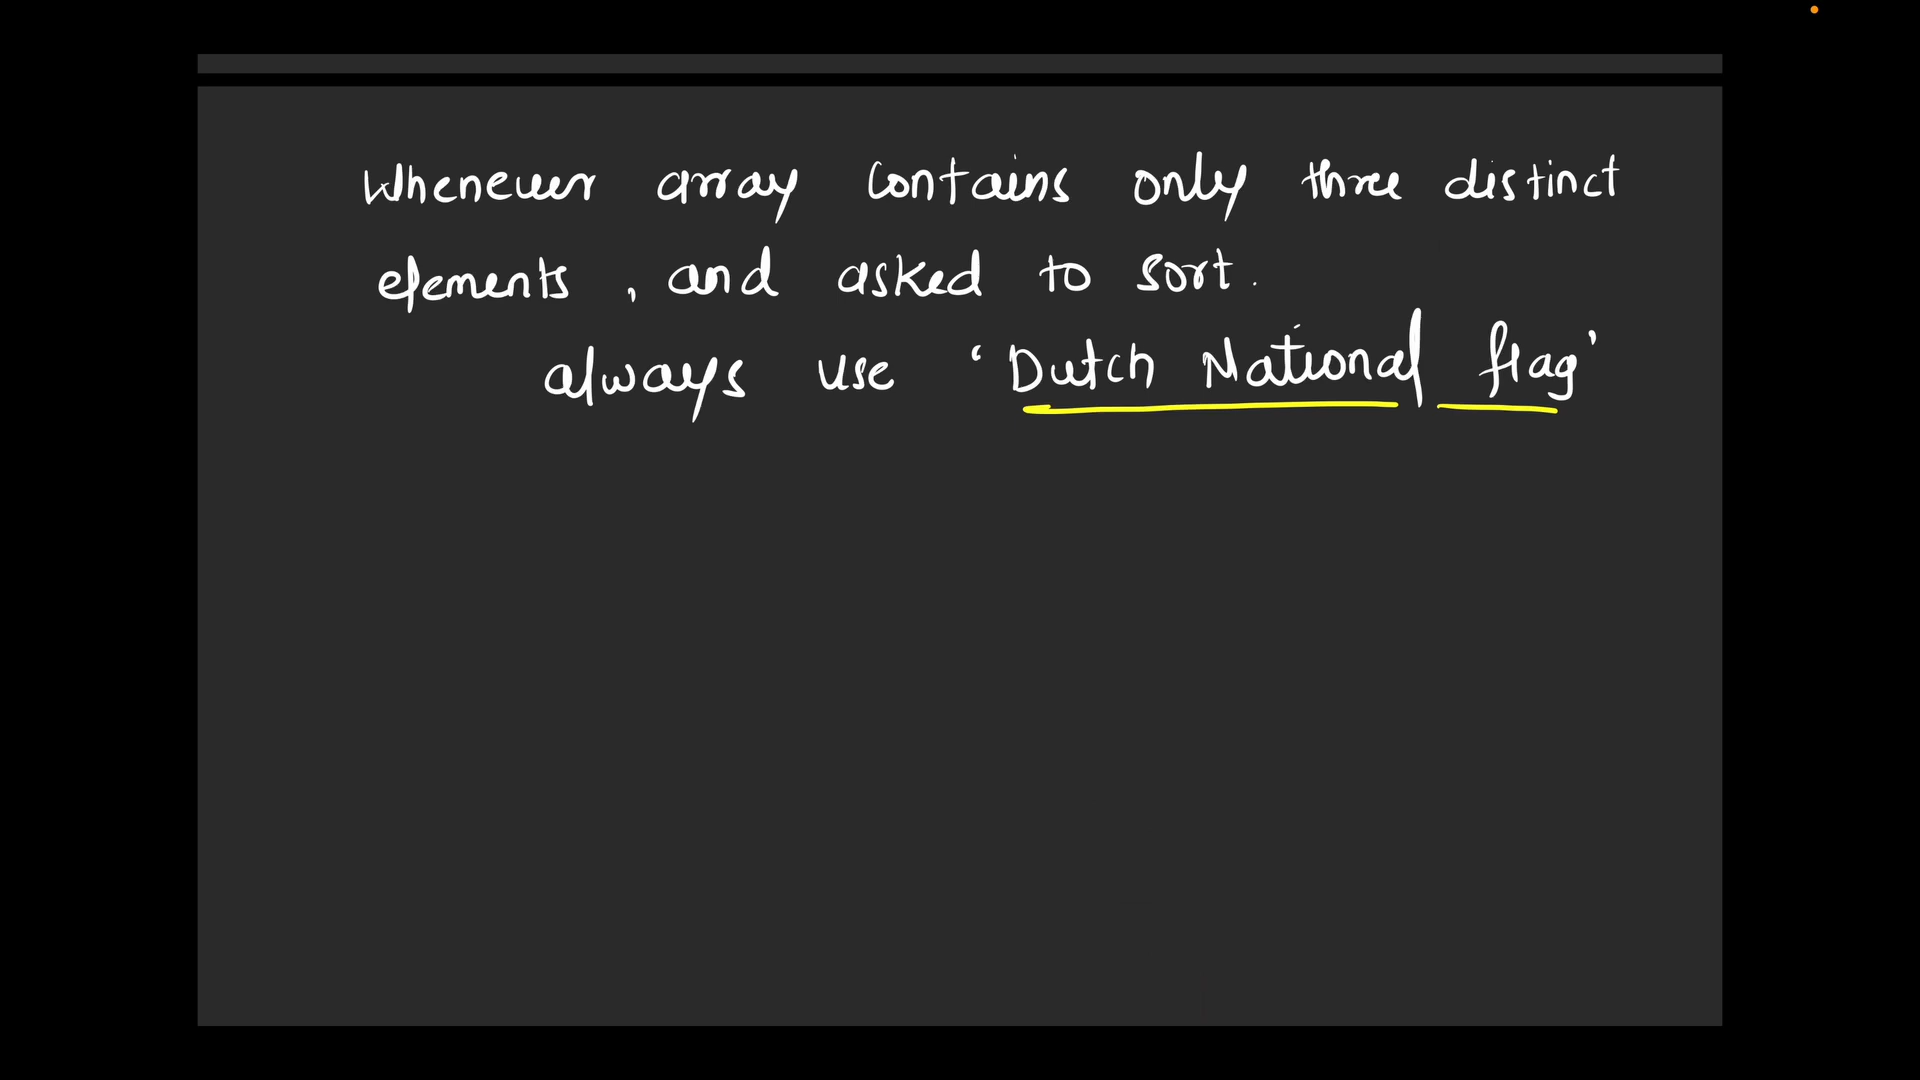 Whenever array contains only three distinct
elements , and asked to sort.
always use ‘Dutch National flag’